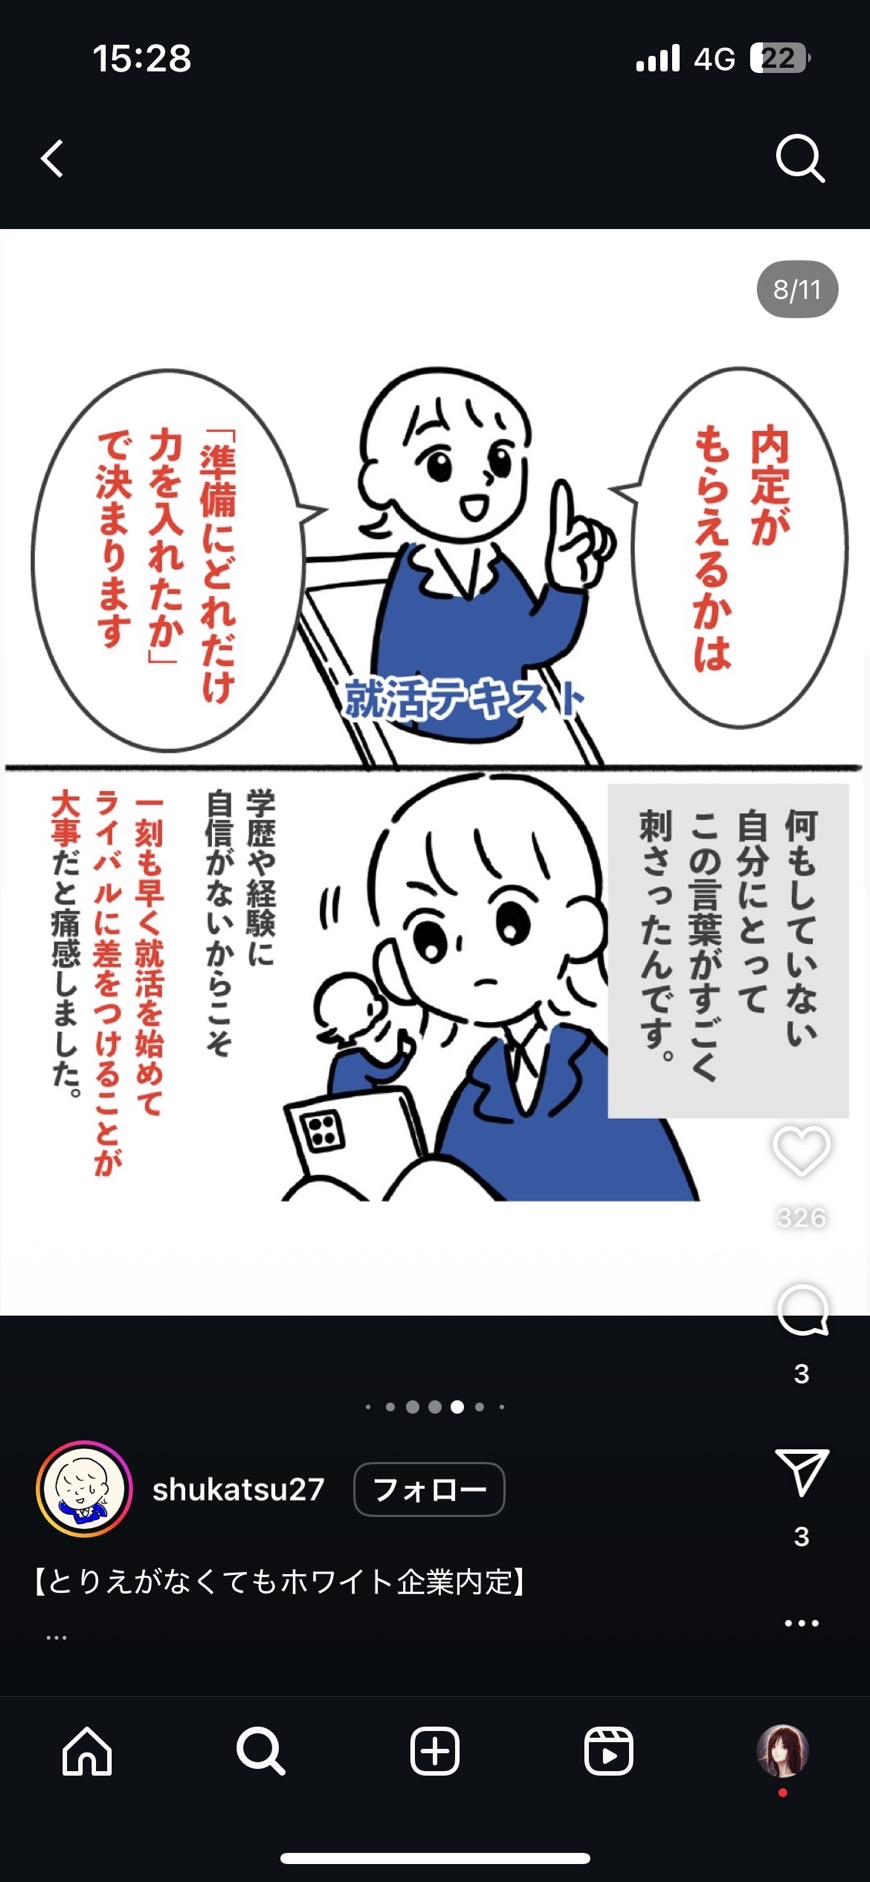 15:28
4G
22
8/11
内定が
もらえるかは
「準備にどれだけ
力を入れたか」
で決まります
就活テキスト
何もしていない
自分にとって
この言葉がすごく
刺さったんです。
学歴や経験に
自信がないからこそ
一刻も早く就活を始めて
ライバルに差をつけることが
大事だと痛感しました。
326
3
3
shukatsu27
フォロー
【とりえがなくてもホワイト企業内定】
...